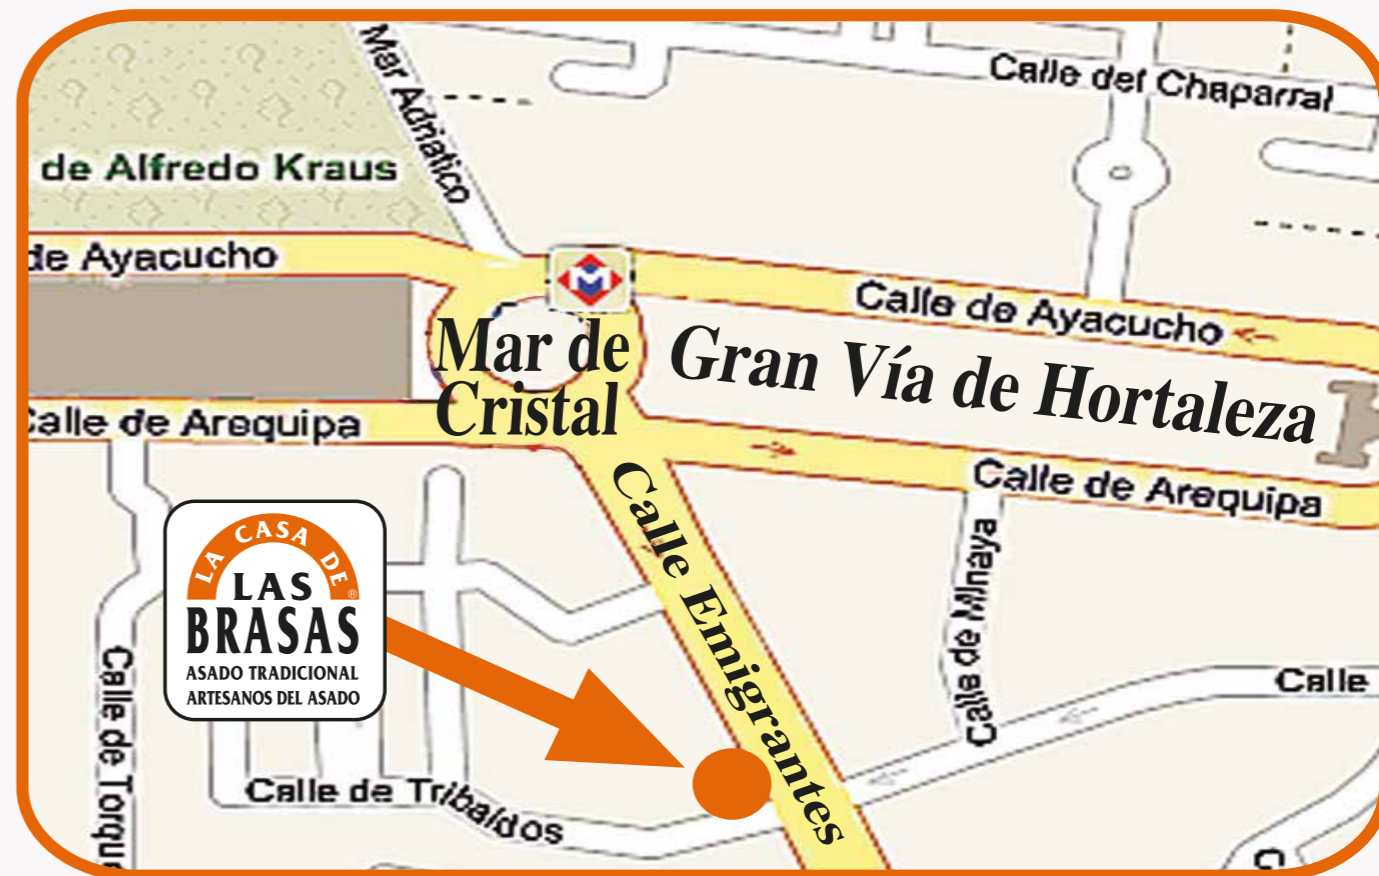 Mar Adriatico
Calle del Chaparral
de Alfredo Kraus
de Ayacucho
Calle de Ayacucho
Mar de
Cristal
Gran Vía de Hortaleza
Calle de Arequipa
Calle de Arequipa
Calle Emigrantes
Calle de Minaya
LA CASA DE
LAS
BRASAS
®
ASADO TRADICIONAL
ARTESANOS DEL ASADO
Calle de Torqu
Calle
Calle de Tribaldos